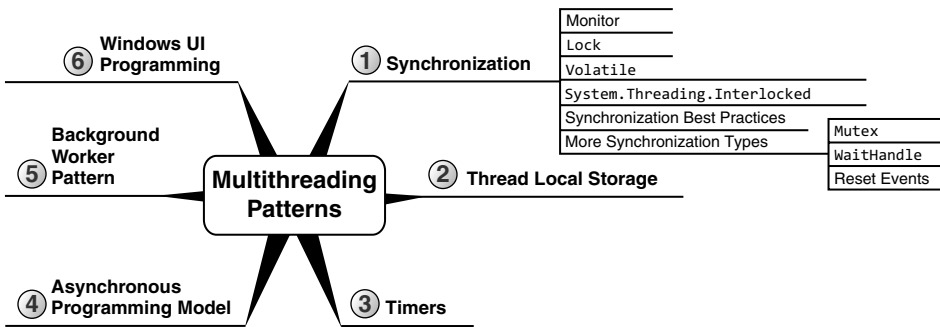 Multithreading
Patterns
1 Synchronization
Monitor
Lock
Volatile
System.Threading.Interlocked
Synchronization Best Practices
More Synchronization Types
Mutex
WaitHandle
Reset Events
2 Thread Local Storage
3 Timers
4 Asynchronous
Programming Model
5 Background
Worker
Pattern
6 Windows UI
Programming